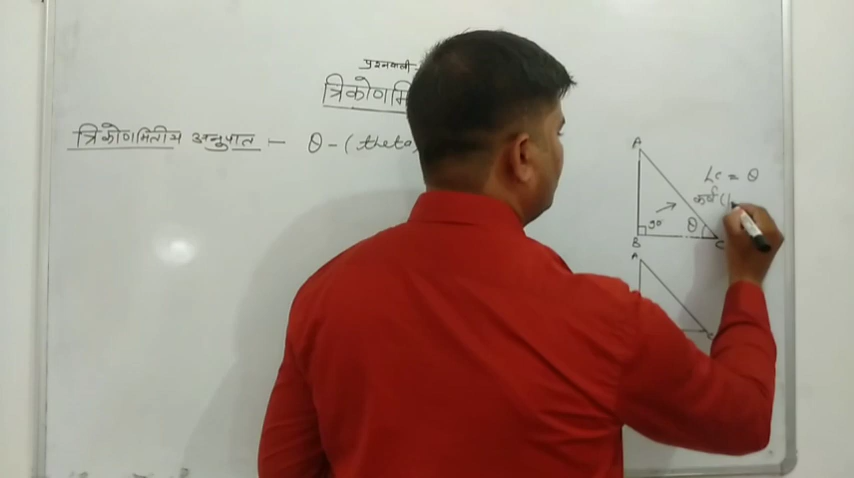 प्रश्नावली
त्रिकोणमि
त्रिकोणमितीय अनुपात — θ - (theta
A
∠C = θ
कर्ण (
90°
θ
B
C
A
C